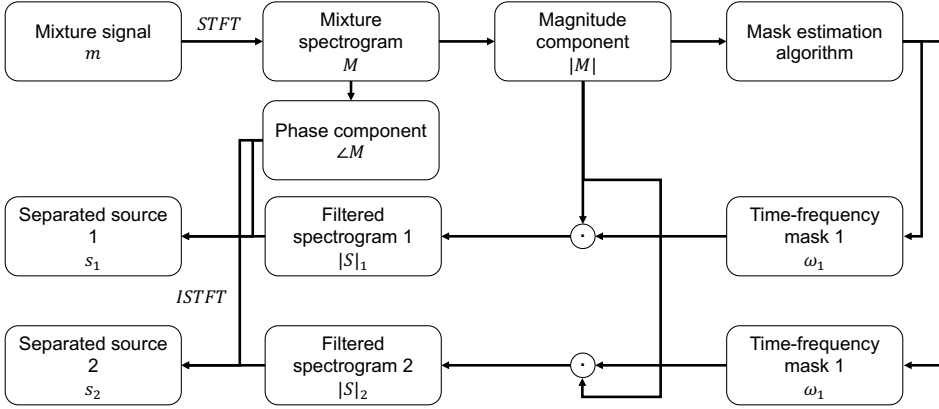 Mixture signal
m
STFT
Mixture
spectrogram
M
Magnitude
component
|M|
Mask estimation
algorithm
Phase component
∠M
Separated source
1
s₁
Filtered
spectrogram 1
|S|₁
·
Time-frequency
mask 1
ω₁
ISTFT
Separated source
2
s₂
Filtered
spectrogram 2
|S|₂
·
Time-frequency
mask 1
ω₁